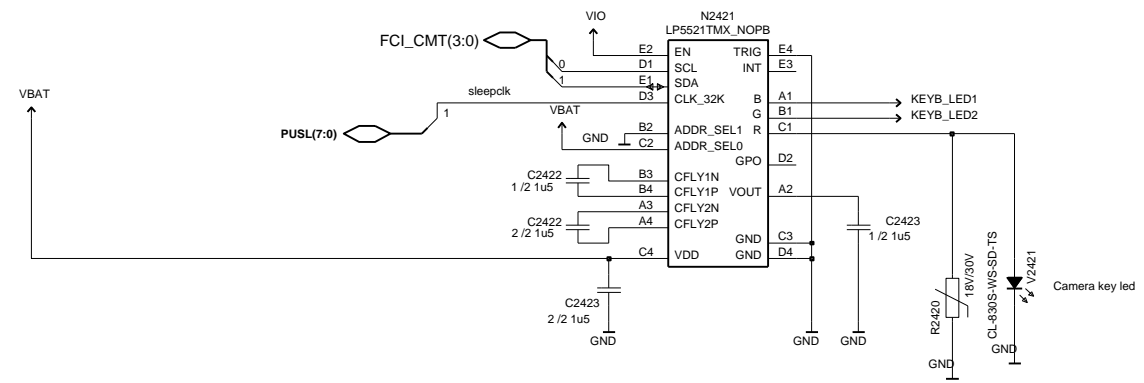 VIO
N2421
LP5521TMX_NOPB
FCI_CMT(3:0)
E2 EN TRIG E4
0 D1 SCL INT E3
1 E1 SDA
VBAT
sleepclk D3 CLK_32K B A1 KEYB_LED1
1
VBAT
G B1 KEYB_LED2
PUSL(7:0)
GND B2 ADDR_SEL1 R C1
C2 ADDR_SEL0
GPO D2
C2422
1 /2 1u5
B3 CFLY1N
B4 CFLY1P VOUT A2
C2422
2 /2 1u5
A3 CFLY2N
A4 CFLY2P
C2423
1 /2 1u5
GND C3
C4 VDD GND D4
C2423
2 /2 1u5
R2420
18V/30V
CL-830S-WS-SD-TS
V2421
Camera key led
GND
GND
GND
GND
GND